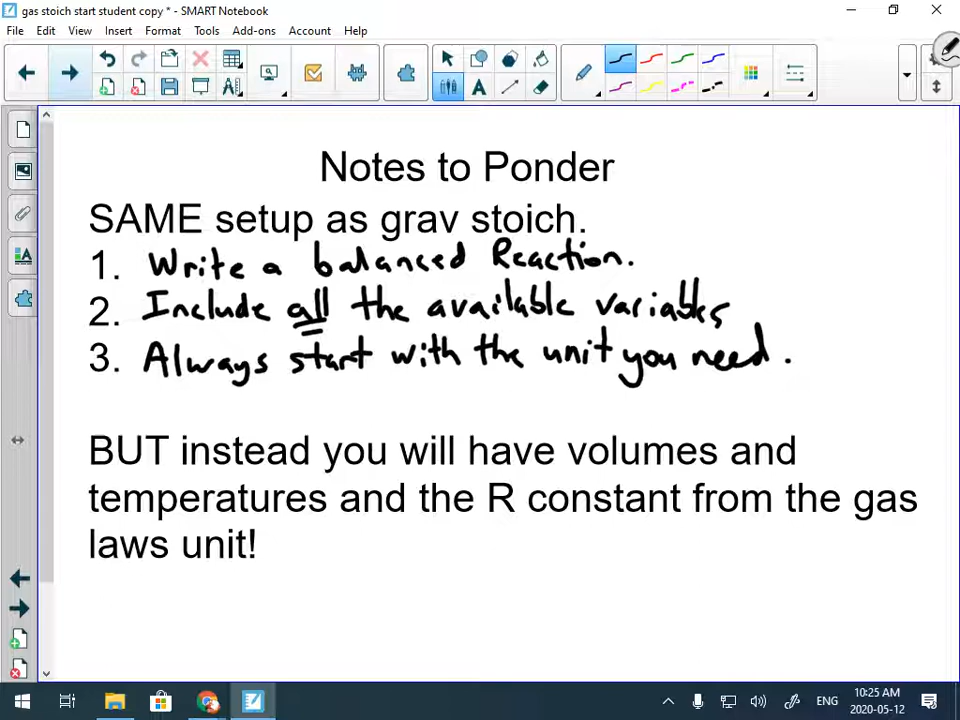 gas stoich start student copy * - SMART Notebook
File Edit View Insert Format Tools Add-ons Account Help
Notes to Ponder
SAME setup as grav stoich.
1. Write a balanced Reaction.
2. Include all the available variables
3. Always start with the unit you need.
BUT instead you will have volumes and
temperatures and the R constant from the gas
laws unit!
ENG
10:25 AM
2020-05-12